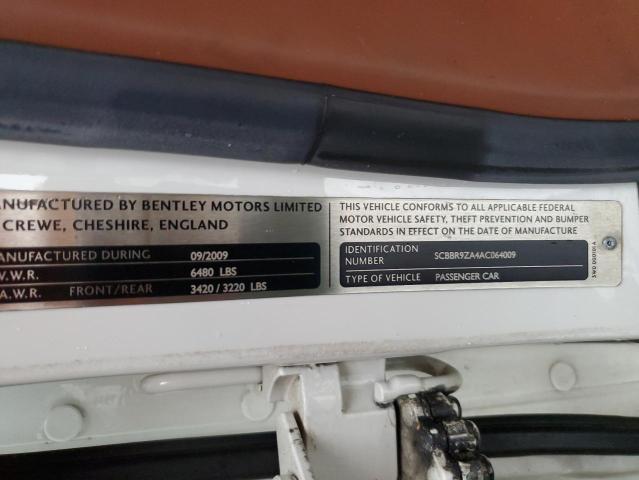 ANUFACTURED BY BENTLEY MOTORS LIMITED
CREWE, CHESHIRE, ENGLAND
ANUFACTURED DURING 09/2009
.V.W.R. 6480 LBS
.A.W.R. FRONT/REAR 3420 / 3220 LBS
THIS VEHICLE CONFORMS TO ALL APPLICABLE FEDERAL
MOTOR VEHICLE SAFETY, THEFT PREVENTION AND BUMPER
STANDARDS IN EFFECT ON THE DATE OF MANUFACTURE
IDENTIFICATION
NUMBER SCBBR9ZA4AC064009
TYPE OF VEHICLE PASSENGER CAR